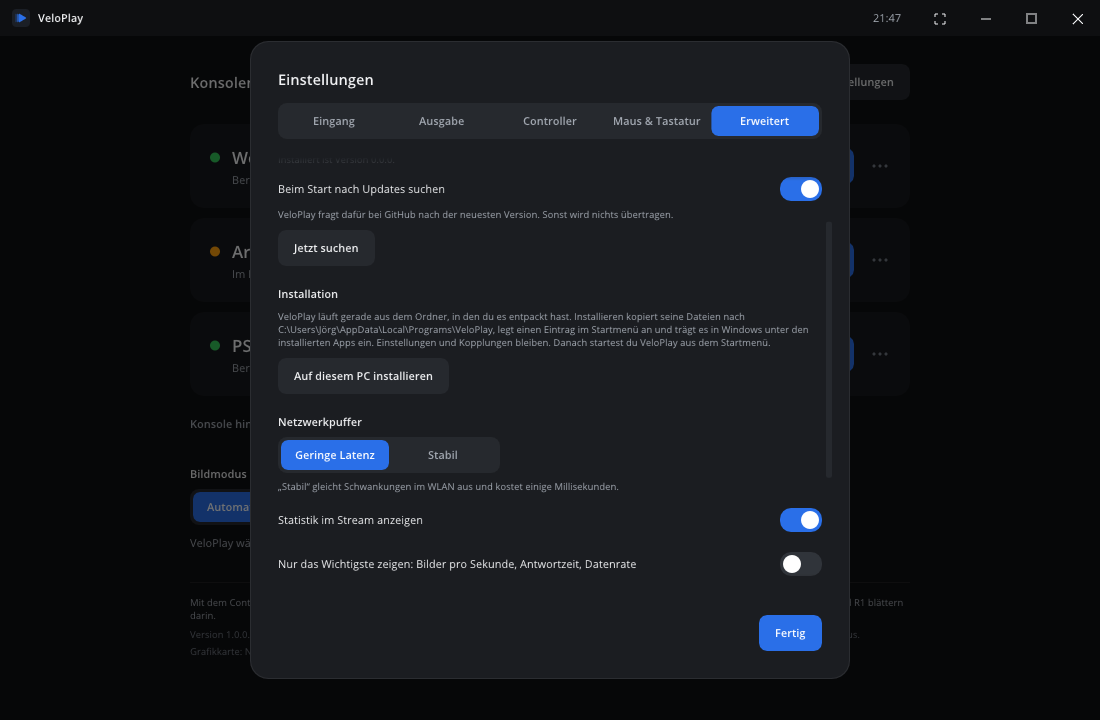 VeloPlay
21:47
Konsolen
Einstellungen
Eingang
Ausgabe
Controller
Maus & Tastatur
Erweitert
Beim Start nach Updates suchen
VeloPlay fragt dafür bei GitHub nach der neuesten Version. Sonst wird nichts übertragen.
Jetzt suchen
Installation
VeloPlay läuft gerade aus dem Ordner, in den du es entpackt hast. Installieren kopiert seine Dateien nach
C:\Users\Jörg\AppData\Local\Programs\VeloPlay, legt einen Eintrag im Startmenü an und trägt es in Windows unter den
installierten Apps ein. Einstellungen und Kopplungen bleiben. Danach startest du VeloPlay aus dem Startmenü.
Auf diesem PC installieren
Netzwerkpuffer
Geringe Latenz
Stabil
„Stabil“ gleicht Schwankungen im WLAN aus und kostet einige Millisekunden.
Statistik im Stream anzeigen
Nur das Wichtigste zeigen: Bilder pro Sekunde, Antwortzeit, Datenrate
Fertig
Konsole
Bildmodus
VeloPlay
Mit dem
R1 blättern
darin.
Version 1.0.0.
Grafikkarte: